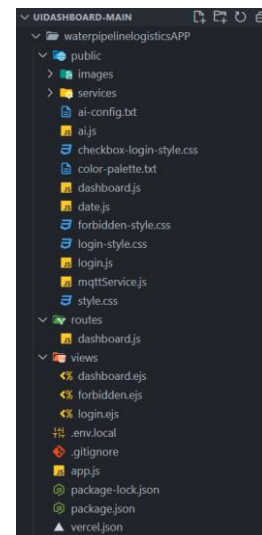 UIDASHBOARD-MAIN
waterpipelinelogisticsAPP
public
images
services
ai-config.txt
ai.js
checkbox-login-style.css
color-palette.txt
dashboard.js
date.js
forbidden-style.css
login-style.css
login.js
mqttService.js
style.css
routes
dashboard.js
views
dashboard.ejs
forbidden.ejs
login.ejs
.env.local
.gitignore
app.js
package-lock.json
package.json
vercel.json